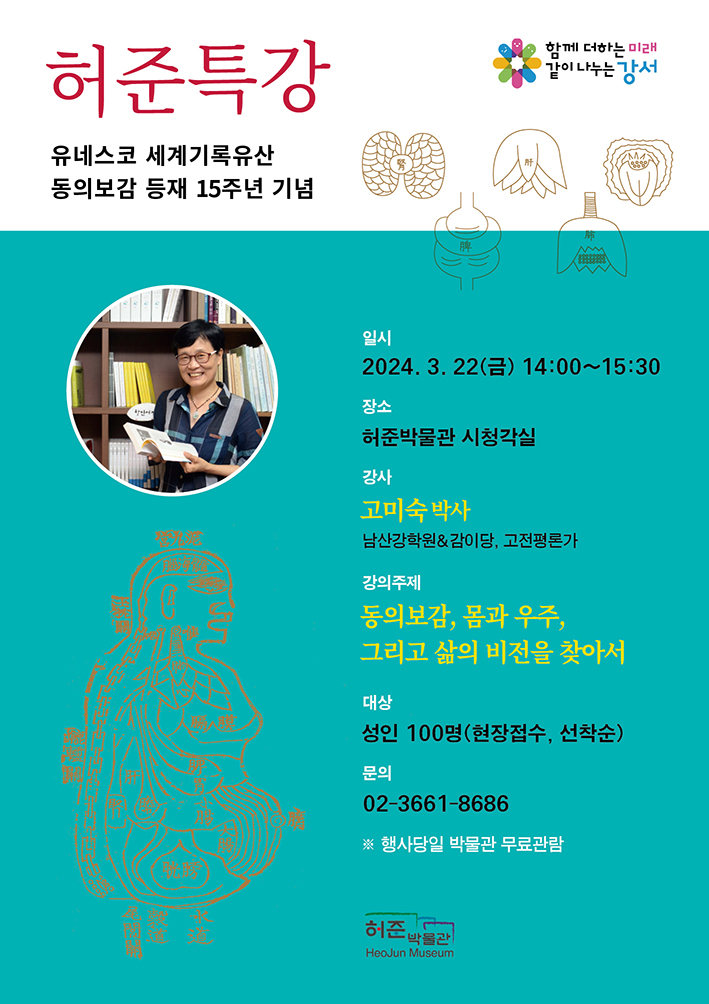 허준특강
함께 더하는 미래
같이 나누는 강서
유네스코 세계기록유산
동의보감 등재 15주년 기념
腎
肝
脾
肺
일시
2024. 3. 22(금) 14:00~15:30
장소
허준박물관 시청각실
강사
고미숙 박사
남산강학원&감이당, 고전평론가
강의주제
동의보감, 몸과 우주,
그리고 삶의 비전을 찾아서
대상
성인 100명(현장접수, 선착순)
문의
02-3661-8686
※ 행사당일 박물관 무료관람
허준박물관
HeoJun Museum